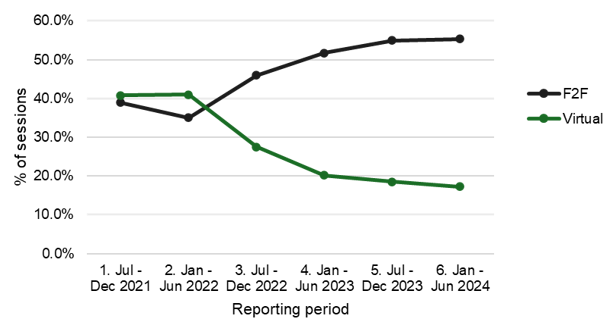 60.0%
50.0%
40.0%
30.0%
20.0%
10.0%
0.0%
% of sessions
1. Jul -
Dec 2021
2. Jan -
Jun 2022
3. Jul -
Dec 2022
4. Jan -
Jun 2023
5. Jul -
Dec 2023
6. Jan -
Jun 2024
Reporting period
F2F
Virtual